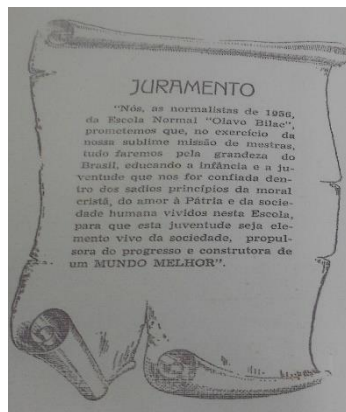 JURAMENTO
"Nós, as normalistas de 1956,
da Escola Normal "Olavo Bilac",
prometemos que, no exercício da
nossa sublime missão de mestras,
tudo faremos pela grandeza do
Brasil, educando a infância e a ju-
ventude que nos for confiada den-
tro dos sadios princípios da moral
cristã, do amor à Pátria e da socie-
dade humana vividos nesta Escola,
para que esta juventude seja ele-
mento vivo da sociedade, propul-
sora do progresso e construtora de
um MUNDO MELHOR".